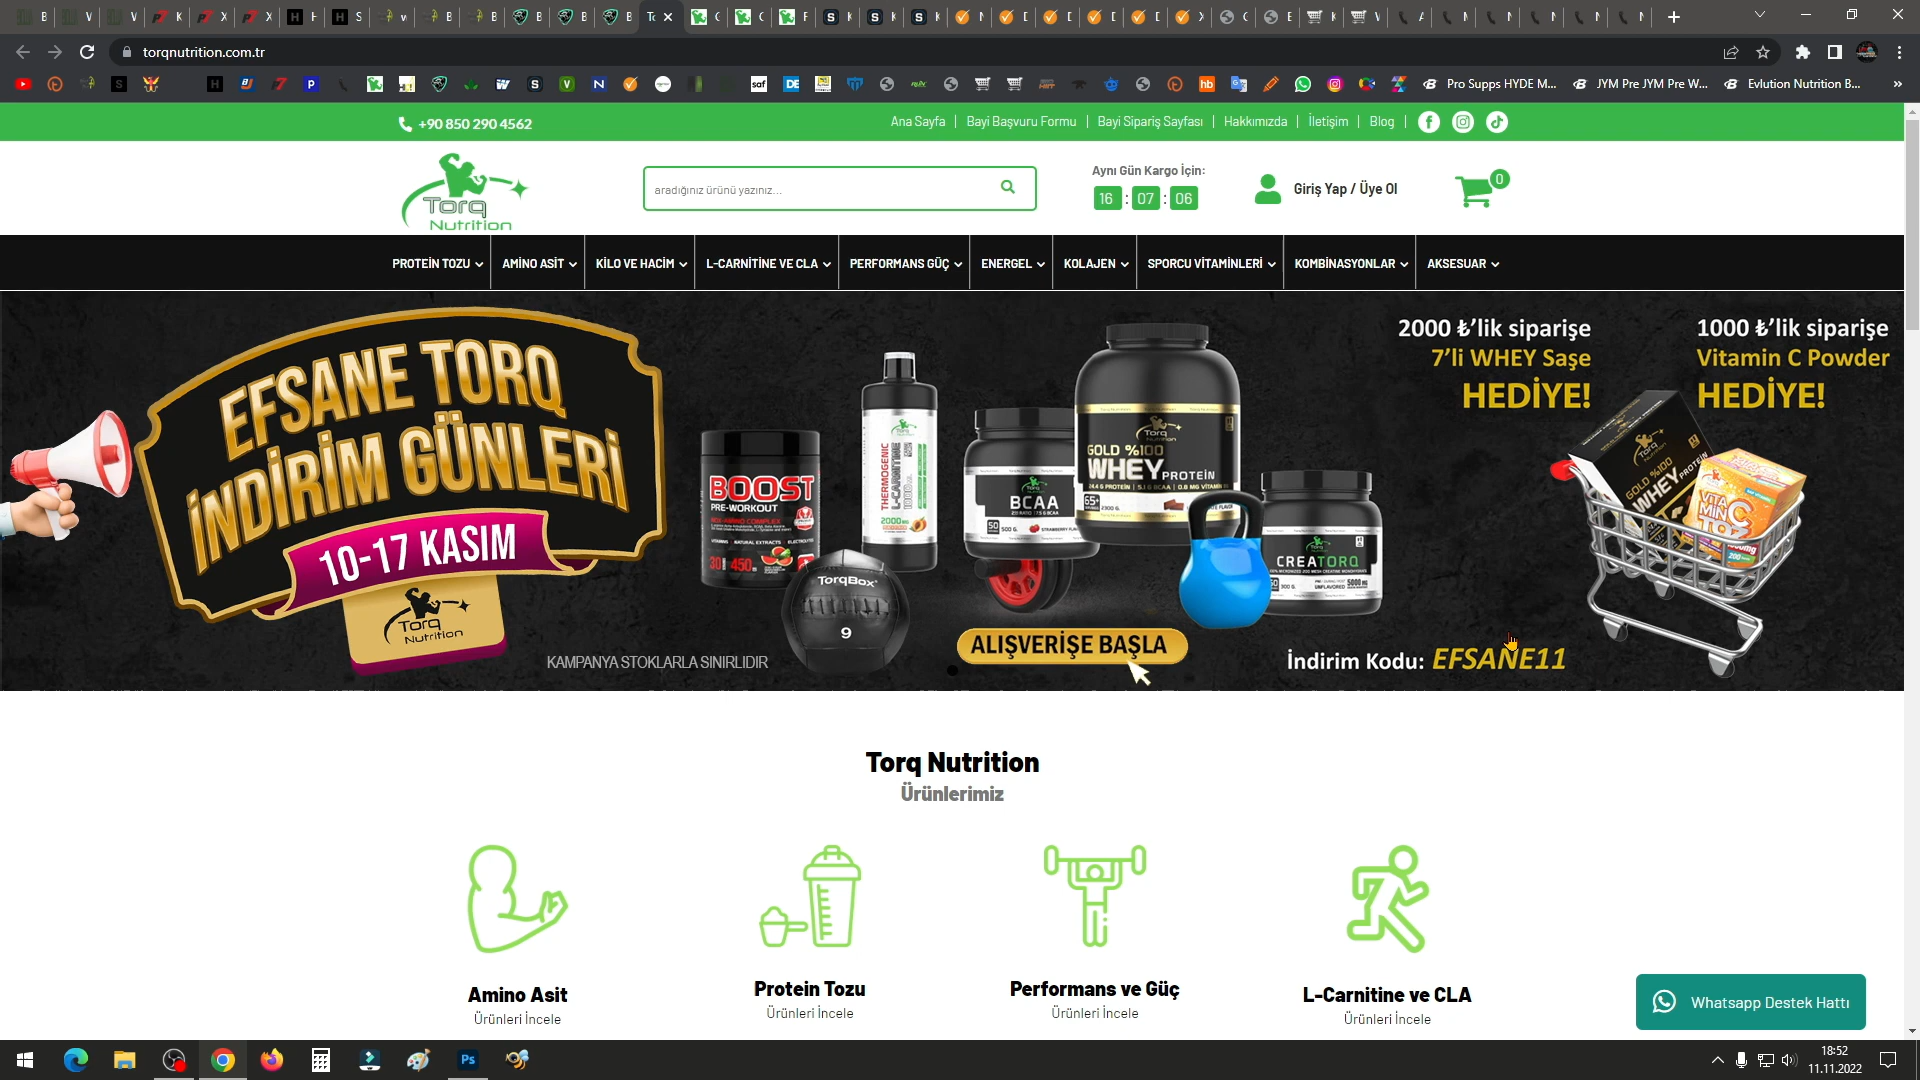 torqnutrition.com.tr
Pro Supps HYDE M...
JYM Pre JYM Pre W...
Evlution Nutrition B...
+90 850 290 4562
Ana Sayfa | Bayi Başvuru Formu | Bayi Sipariş Sayfası | Hakkımızda | İletişim | Blog |
Torq
Nutrition
aradığınız ürünü yazınız...
Aynı Gün Kargo İçin:
16 : 07 : 06
Giriş Yap / Üye Ol
0
PROTEİN TOZU
AMİNO ASİT
KİLO VE HACİM
L-CARNİTİNE VE CLA
PERFORMANS GÜÇ
ENERGEL
KOLAJEN
SPORCU VİTAMİNLERİ
KOMBİNASYONLAR
AKSESUAR
EFSANE TORQ
İNDİRİM GÜNLERİ
10-17 KASIM
Torq
Nutrition
KAMPANYA STOKLARLA SINIRLIDIR
BOOST
PRE-WORKOUT
THERMOGENIC
L-CARNITINE
BCAA
GOLD %100
WHEY PROTEİN
CREATORQ
TorqBox
9
ALIŞVERİŞE BAŞLA
2000 ₺'lik siparişe
7'li WHEY Saşe
HEDİYE!
1000 ₺'lik siparişe
Vitamin C Powder
HEDİYE!
GOLD %100
WHEY PROTEİN
İndirim Kodu: EFSANE11
Torq Nutrition
Ürünlerimiz
Amino Asit
Ürünleri İncele
Protein Tozu
Ürünleri İncele
Performans ve Güç
Ürünleri İncele
L-Carnitine ve CLA
Ürünleri İncele
Whatsapp Destek Hattı
18:52
11.11.2022